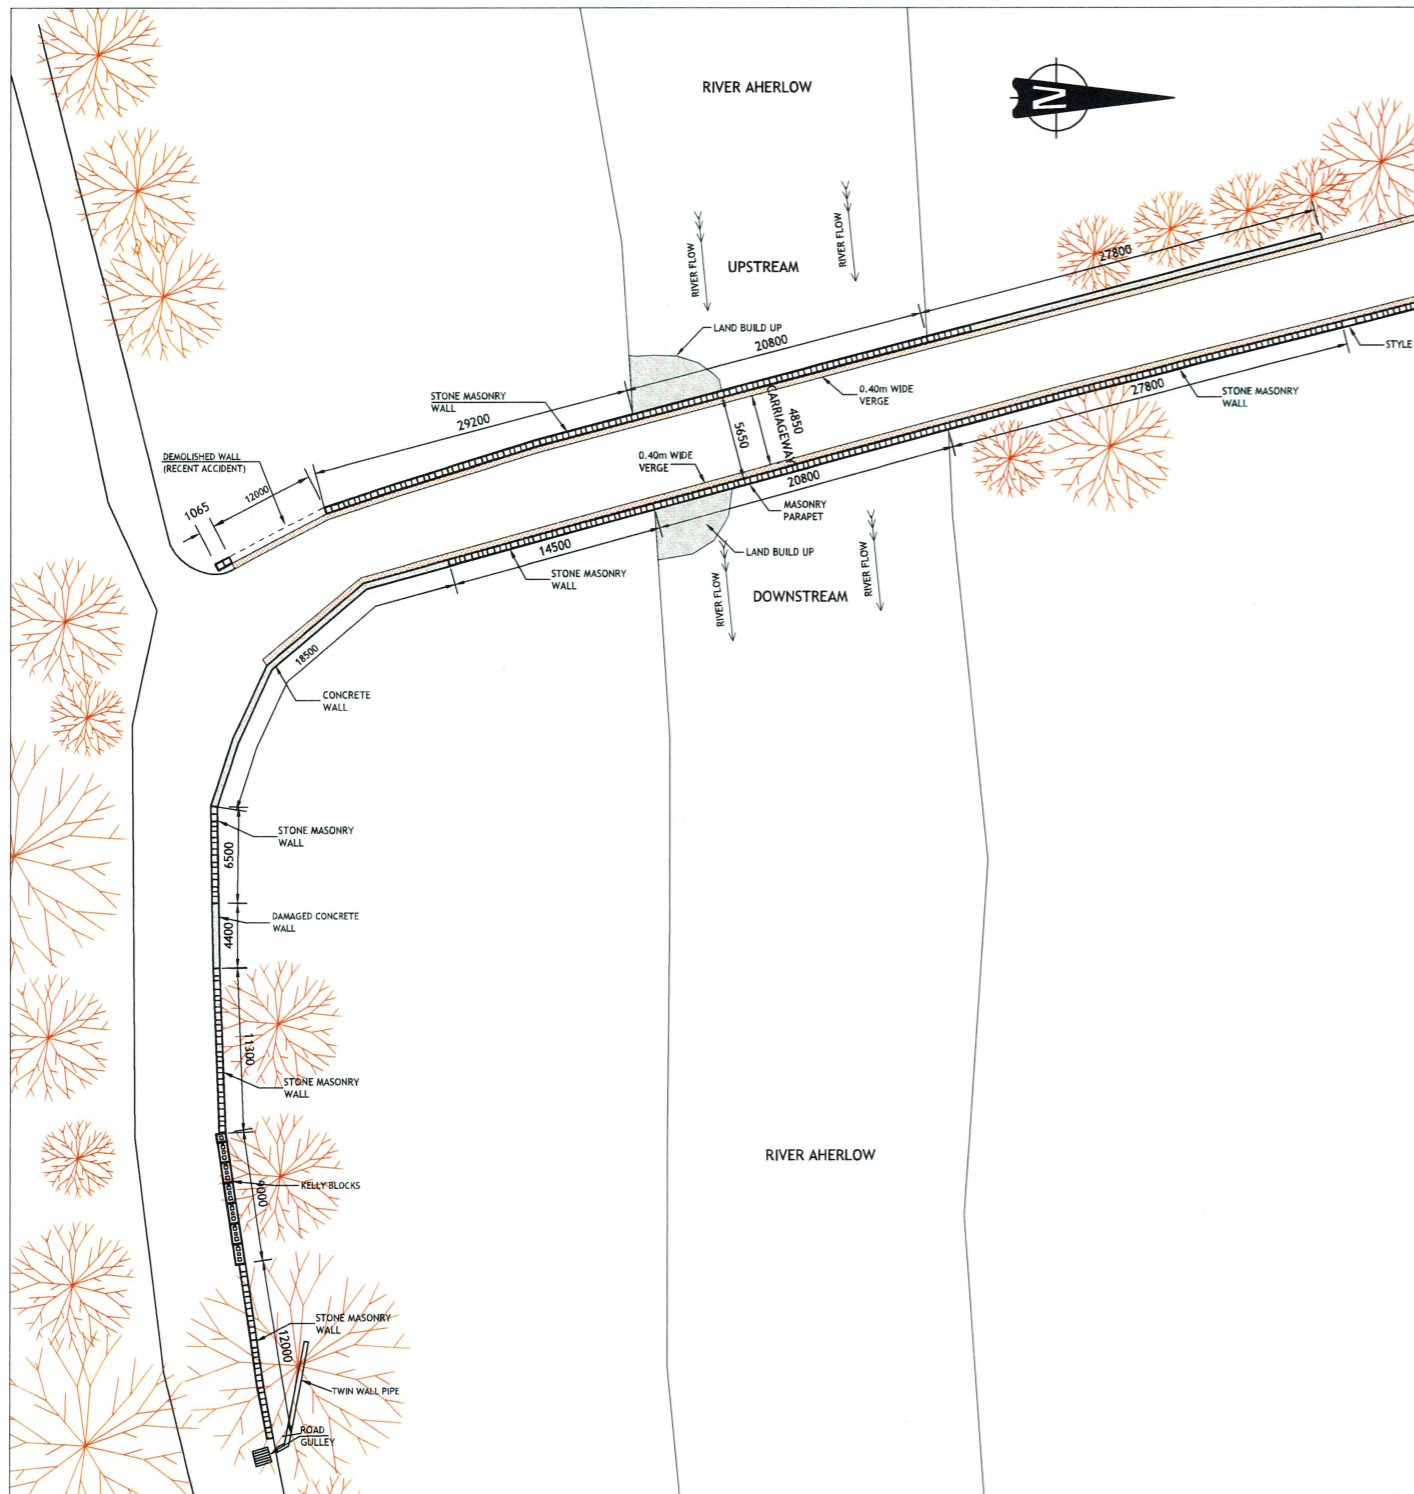 RIVER AHERLOW
N
RIVER FLOW
RIVER FLOW
UPSTREAM
27800
LAND BUILD UP
20800
STYLE
STONE MASONRY
WALL
29200
0.40m WIDE
VERGE
4850
CARRIAGEWAY
5650
27800
STONE MASONRY
WALL
DEMOLISHED WALL
(RECENT ACCIDENT)
0.40m WIDE
VERGE
20800
12000
1065
MASONRY
PARAPET
14500
LAND BUILD UP
STONE MASONRY
WALL
RIVER FLOW
RIVER FLOW
DOWNSTREAM
18500
CONCRETE
WALL
STONE MASONRY
WALL
6500
DAMAGED CONCRETE
WALL
4400
11300
STONE MASONRY
WALL
RIVER AHERLOW
KELLY BLOCKS
9000
STONE MASONRY
WALL
12000
TWIN WALL PIPE
ROAD
GULLEY